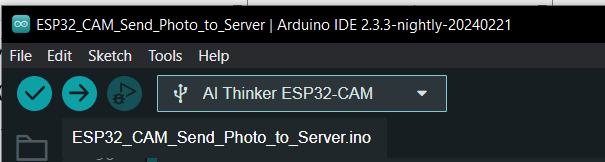 ESP32_CAM_Send_Photo_to_Server | Arduino IDE 2.3.3-nightly-20240221
File Edit Sketch Tools Help
AI Thinker ESP32-CAM
ESP32_CAM_Send_Photo_to_Server.ino